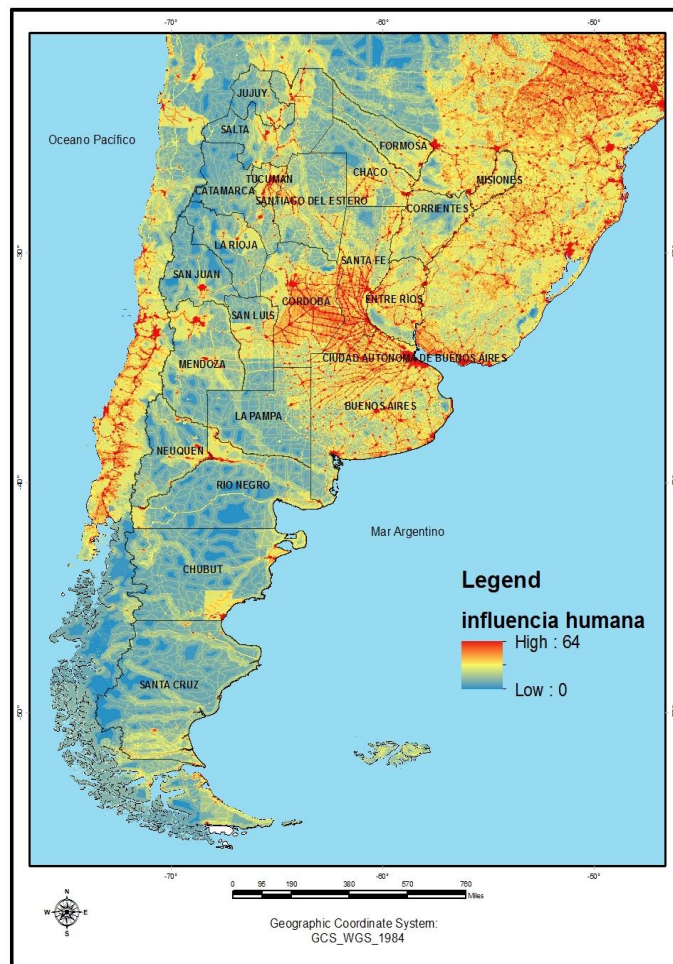 -70°
-60°
-50°
JUJUY
SALTA
Oceano Pacífico
FORMOSA
CHACO
TUCUMAN
MISIONES
CATAMARCA
SANTIAGO DEL ESTERO
CORRIENTES
LA RIOJA
-30°
SANTA FE
SAN JUAN
CORDOBA
ENTRE RIOS
SAN LUIS
CIUDAD AUTONOMA DE BUENOS AIRES
MENDOZA
BUENOS AIRES
LA PAMPA
NEUQUEN
-40°
RIO NEGRO
Mar Argentino
CHUBUT
Legend
influencia humana
High : 64
Low : 0
SANTA CRUZ
-70°
-60°
-50°
N
W
E
S
0 95 190 380 570 760
Miles
Geographic Coordinate System:
GCS_WGS_1984